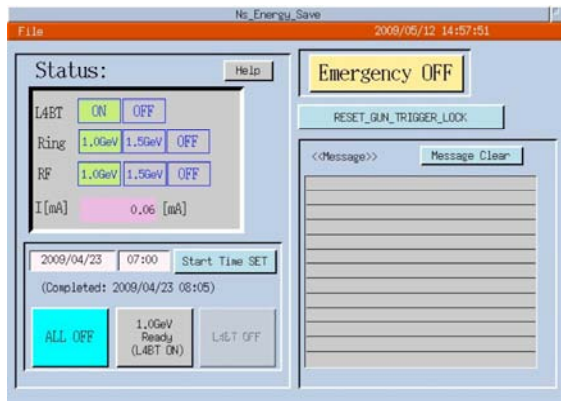 Ns_Energy_Save
File 2009/05/12 14:57:51
Status: Help
L4BT ON OFF
Ring 1.0GeV 1.5GeV OFF
RF 1.0GeV 1.5GeV OFF
I[mA] 0.06 [mA]
2009/04/23 07:00 Start Time SET
(Completed: 2009/04/23 08:05)
ALL OFF
1.0GeV
Ready
(L4BT ON)
L4BT OFF
Emergency OFF
RESET_GUN_TRIGGER_LOCK
<<Message>> Message Clear